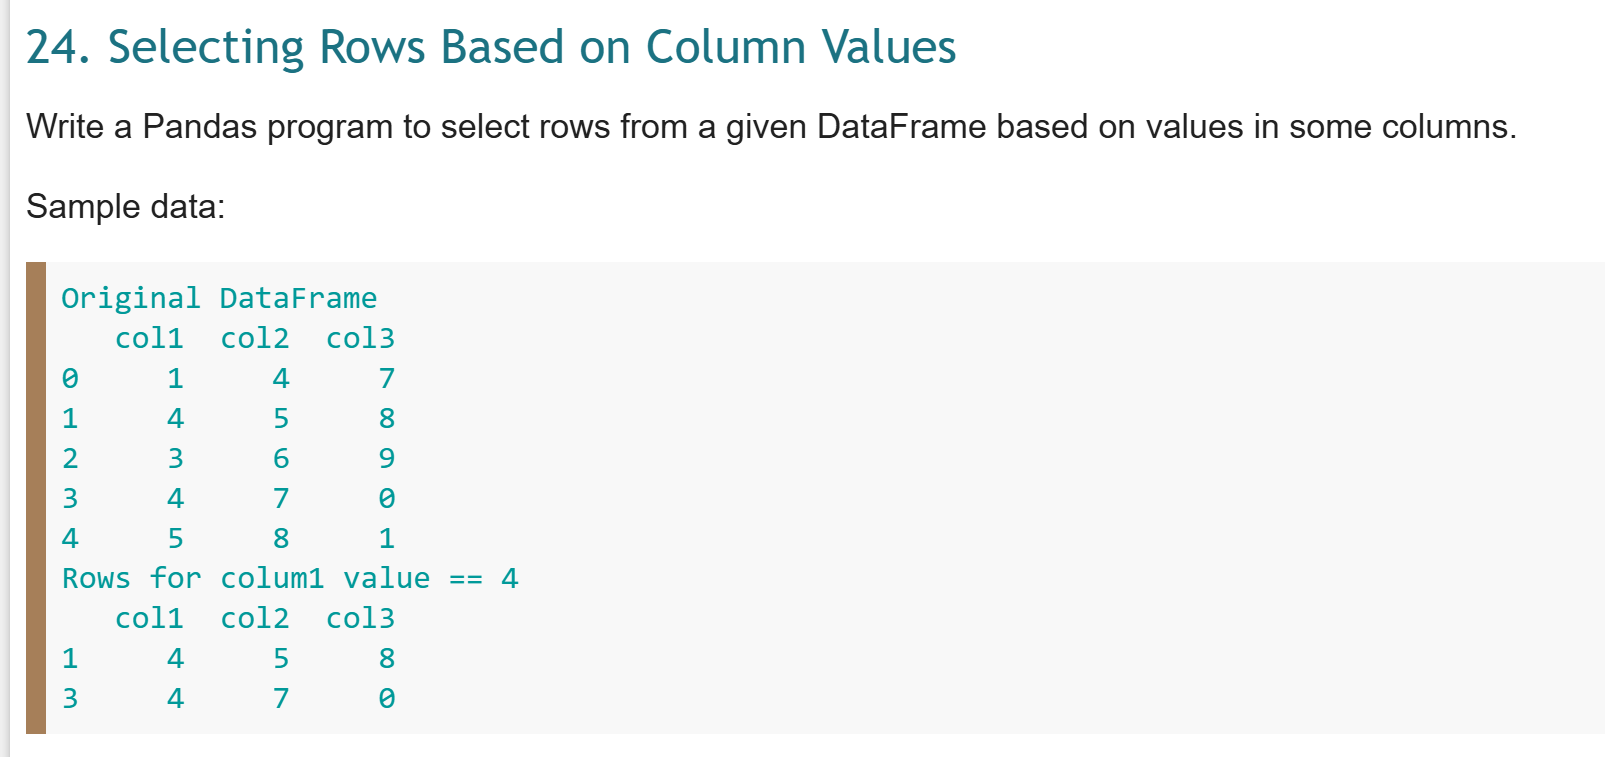 24. Selecting Rows Based on Column Values
Write a Pandas program to select rows from a given DataFrame based on values in some columns.
Sample data:
Original DataFrame
   col1  col2  col3
0     1     4     7
1     4     5     8
2     3     6     9
3     4     7     0
4     5     8     1
Rows for colum1 value == 4
   col1  col2  col3
1     4     5     8
3     4     7     0